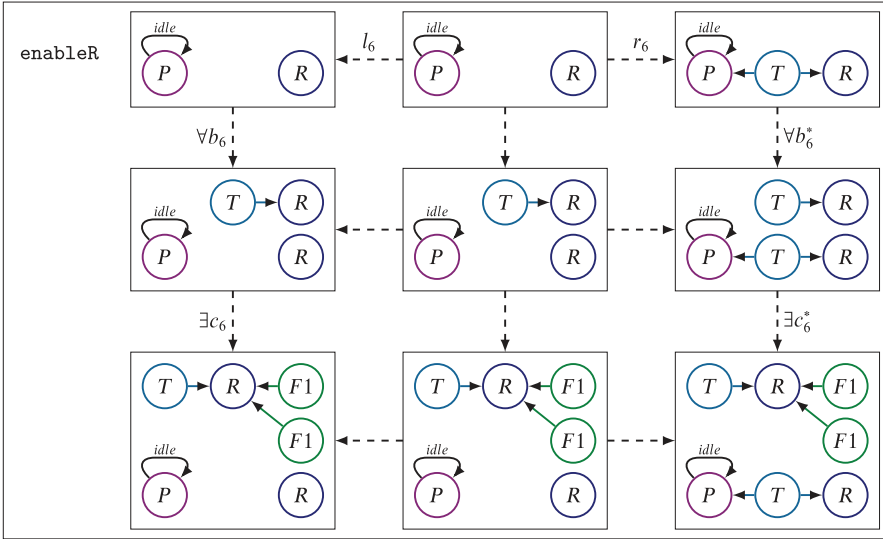 enableR
idle P R
l6
idle P R
r6
idle P T R
∀b6
∀b6*
T R
idle P R
T R
idle P R
T R
idle P T R
∃c6
∃c6*
T R F1
F1
idle P R
T R F1
F1
idle P R
T R F1
F1
idle P T R